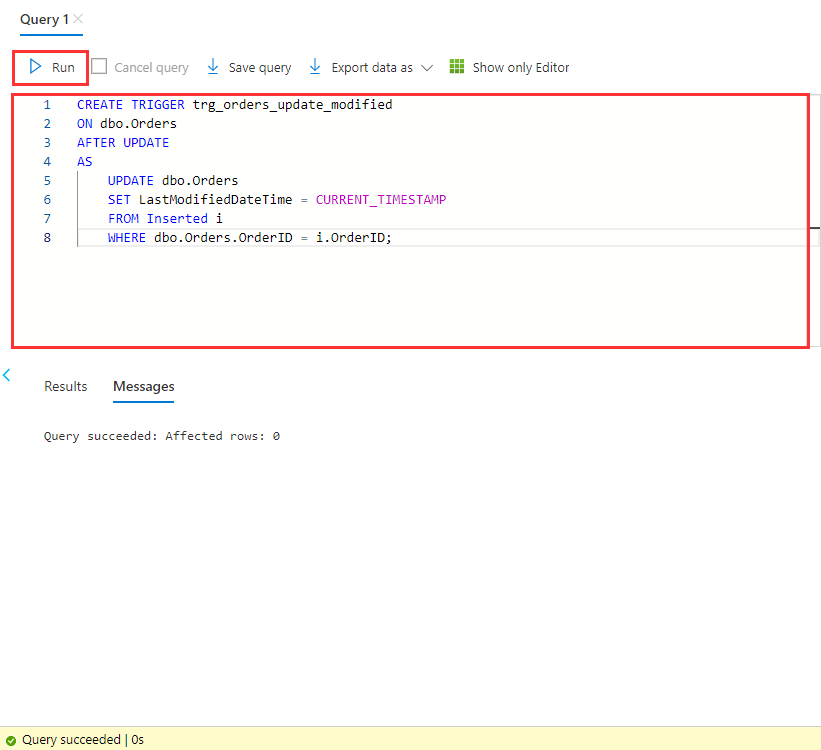 Query 1
Run Cancel query Save query Export data as Show only Editor
1 CREATE TRIGGER trg_orders_update_modified
2 ON dbo.Orders
3 AFTER UPDATE
4 AS
5 UPDATE dbo.Orders
6 SET LastModifiedDateTime = CURRENT_TIMESTAMP
7 FROM Inserted i
8 WHERE dbo.Orders.OrderID = i.OrderID;
Results Messages
Query succeeded: Affected rows: 0
Query succeeded | 0s